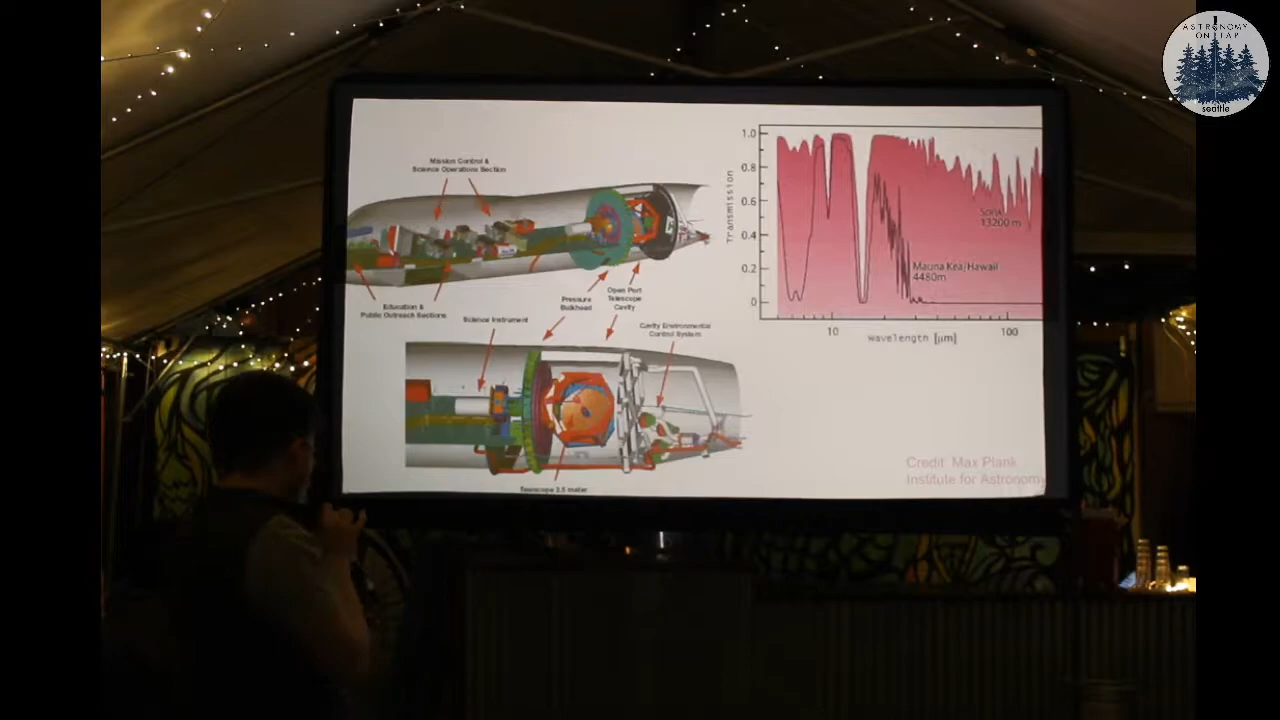 ASTRONOMY
ON TAP
seattle
Mission Control &
Science Operations Section
Education &
Public Outreach Sections
Science Instrument
Pressure
Bulkhead
Open Port
Telescope
Cavity
Cavity Environmental
Control System
Telescope 2.5 meter
Transmission
1.0
0.8
0.6
0.4
0.2
0
Sofia
13200 m
Mauna Kea/Hawaii
4480m
10
100
wavelength [μm]
Credit: Max Plank
Institute for Astronomy